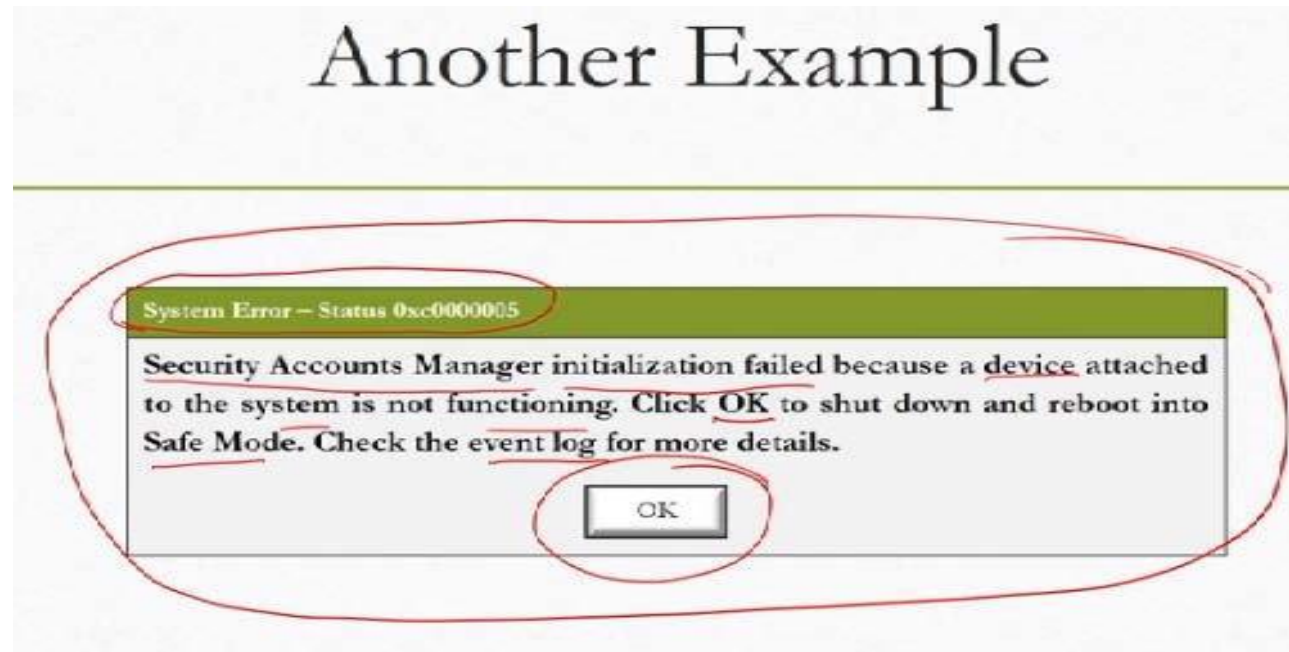 Another Example
System Error – Status 0xc0000005
Security Accounts Manager initialization failed because a device attached
to the system is not functioning. Click OK to shut down and reboot into
Safe Mode. Check the event log for more details.
OK